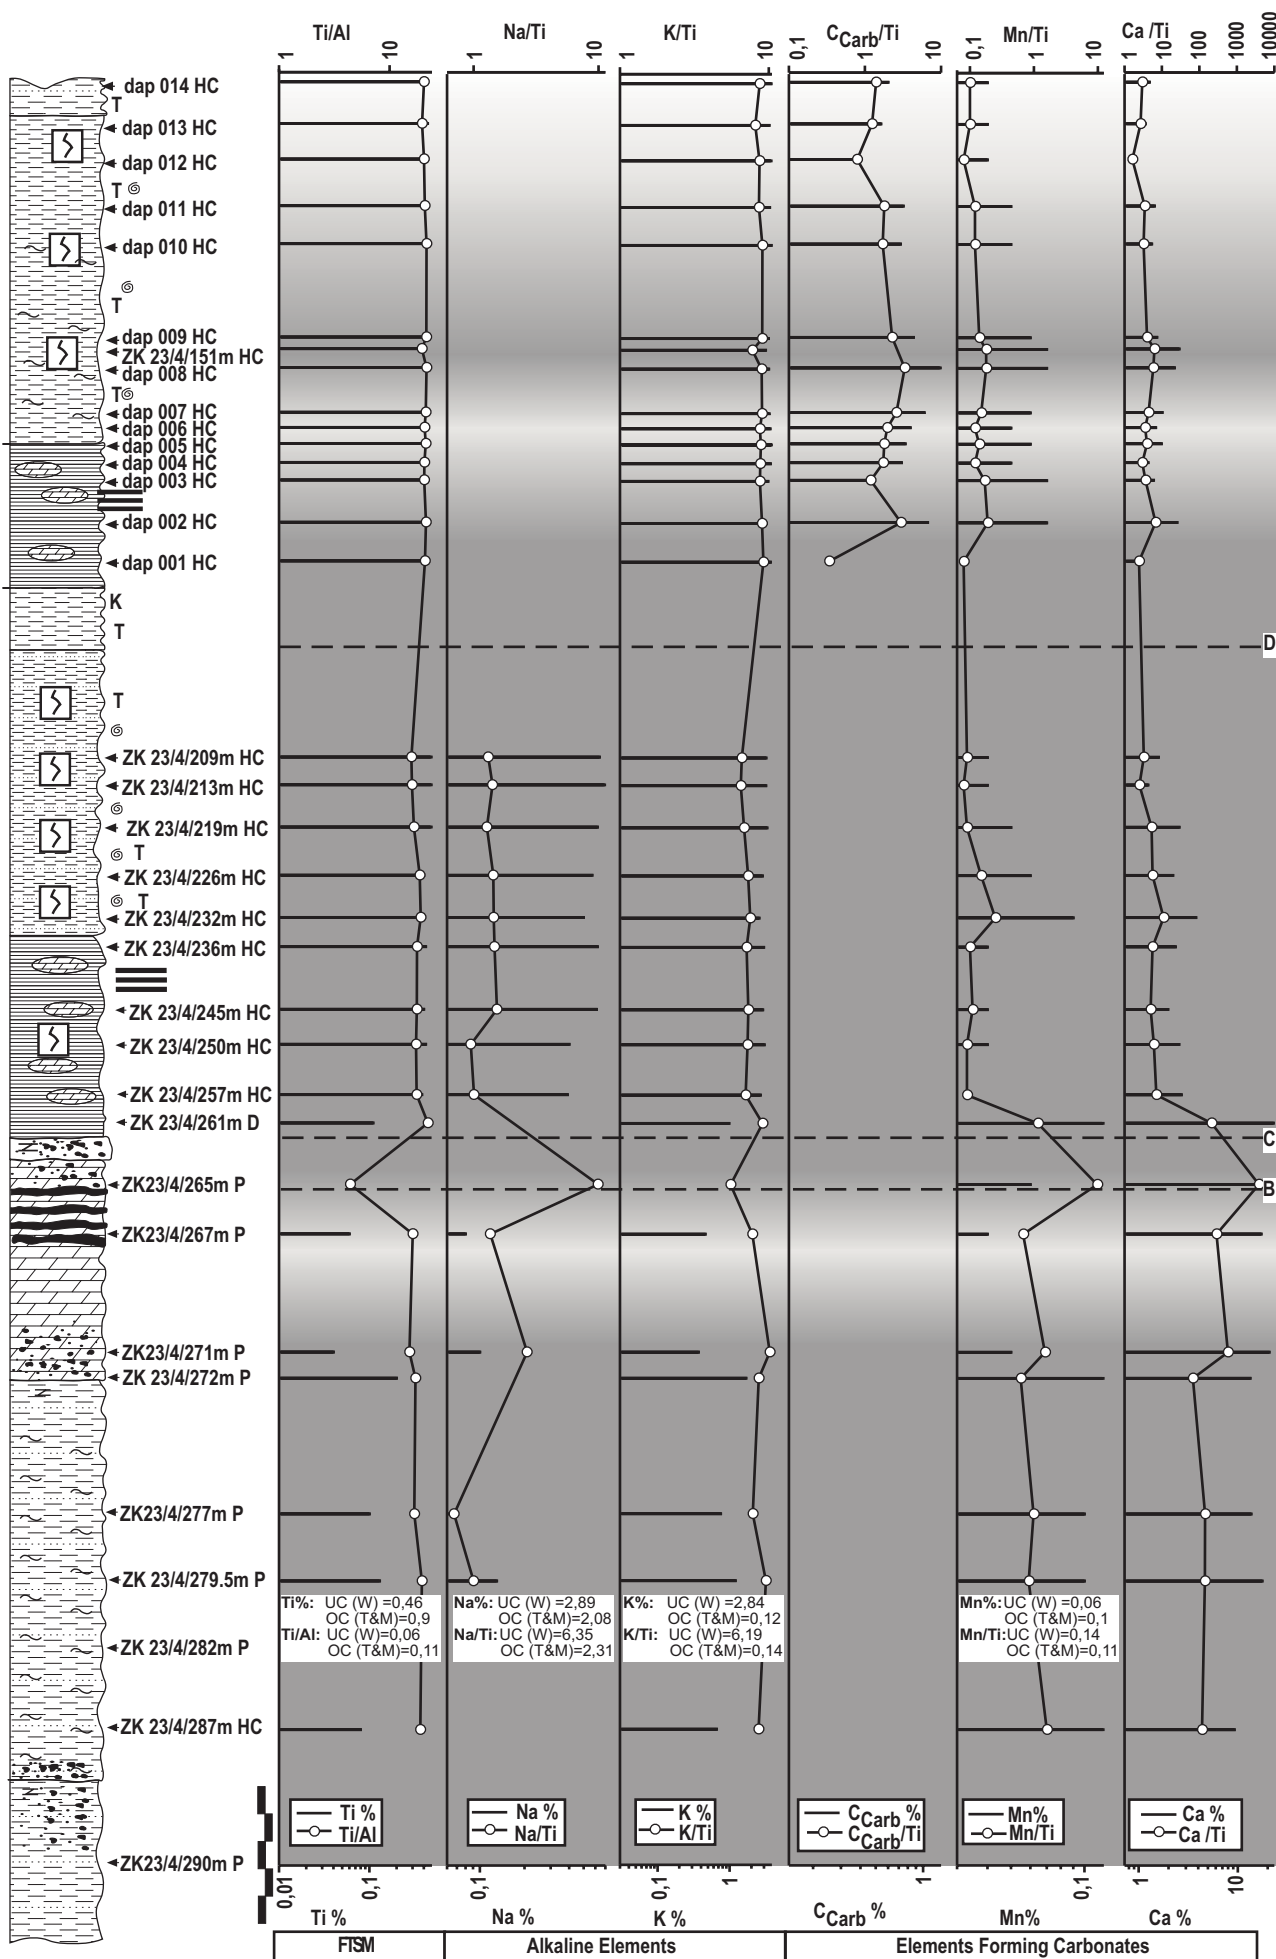 Ti/Al
Na/Ti
K/Ti
CCarb/Ti
Mn/Ti
Ca /Ti
1
10
1
10
1
10
0,1
1
10
0,1
1
10
1
10
100
1000
10000
dap 014 HC
T
dap 013 HC
dap 012 HC
T
dap 011 HC
dap 010 HC
T
dap 009 HC
ZK 23/4/151m HC
dap 008 HC
T
dap 007 HC
dap 006 HC
dap 005 HC
dap 004 HC
dap 003 HC
dap 002 HC
dap 001 HC
K
T
D
T
ZK 23/4/209m HC
ZK 23/4/213m HC
ZK 23/4/219m HC
T
ZK 23/4/226m HC
T
ZK 23/4/232m HC
ZK 23/4/236m HC
ZK 23/4/245m HC
ZK 23/4/250m HC
ZK 23/4/257m HC
ZK 23/4/261m D
C
ZK23/4/265m P
B
ZK23/4/267m P
ZK23/4/271m P
ZK 23/4/272m P
ZK23/4/277m P
ZK 23/4/279.5m P
Ti%: UC (W) =0,46
OC (T&M)=0,9
Ti/Al: UC (W)=0,06
OC (T&M)=0,11
Na%: UC (W) =2,89
OC (T&M)=2,08
Na/Ti: UC (W)=6,35
OC (T&M)=2,31
K%: UC (W) =2,84
OC (T&M)=0,12
K/Ti: UC (W)=6,19
OC (T&M)=0,14
Mn%: UC (W) =0,06
OC (T&M)=0,1
Mn/Ti:UC (W)=0,14
OC (T&M)=0,11
ZK 23/4/282m P
ZK 23/4/287m HC
Ti %
Ti/Al
Na %
Na/Ti
K %
K/Ti
CCarb %
CCarb/Ti
Mn%
Mn/Ti
Ca %
Ca /Ti
ZK23/4/290m P
0,01
0,1
0,1
0,1
1
1
0,1
10
Ti %
Na %
K %
CCarb %
Mn%
Ca %
FTSM
Alkaline Elements
Elements Forming Carbonates